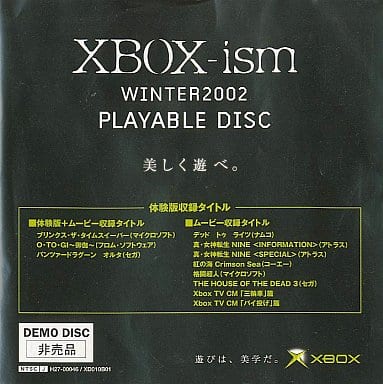 XBOX-ism
WINTER2002
PLAYABLE DISC
美しく遊べ。
体験版収録タイトル
■体験版+ムービー収録タイトル
ブリンクス・ザ・タイムスイーパー(マイクロソフト)
O・TO・GI〜御伽〜(フロム・ソフトウェア)
パンツァードラグーン オルタ(セガ)
■ムービー収録タイトル
デッド トゥ ライツ(ナムコ)
真・女神転生 NINE <INFORMATION>(アトラス)
真・女神転生 NINE <SPECIAL>(アトラス)
紅の海 Crimson Sea(コーエー)
格闘超人(マイクロソフト)
THE HOUSE OF THE DEAD 3(セガ)
Xbox TV CM「三輪車」篇
Xbox TV CM「パイ投げ」篇
DEMO DISC
非売品
NTSC J H27-00046 / XD019B01
遊びは、美学だ。
XBOX